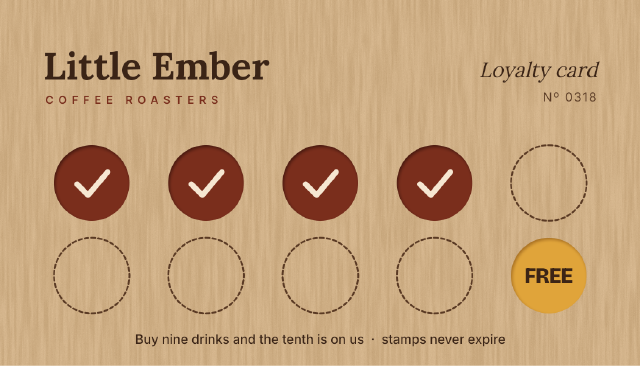 Little Ember
COFFEE ROASTERS
Loyalty card
Nº 0318
FREE
Buy nine drinks and the tenth is on us · stamps never expire